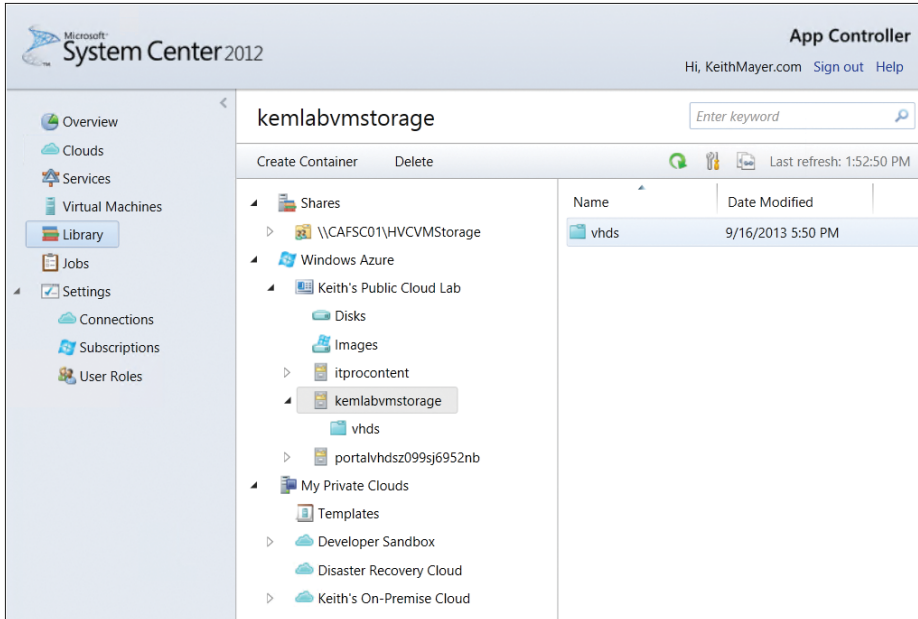 Microsoft®
System Center 2012
App Controller
Hi, KeithMayer.com Sign out Help
Overview
Clouds
Services
Virtual Machines
Library
Jobs
Settings
Connections
Subscriptions
User Roles
kemlabvmstorage
Enter keyword
Create Container Delete
Last refresh: 1:52:50 PM
Shares
\\CAFSC01\HVCVMStorage
Windows Azure
Keith's Public Cloud Lab
Disks
Images
itprocontent
kemlabvmstorage
vhds
portalvhdsz099sj6952nb
My Private Clouds
Templates
Developer Sandbox
Disaster Recovery Cloud
Keith's On-Premise Cloud
Name Date Modified
vhds 9/16/2013 5:50 PM